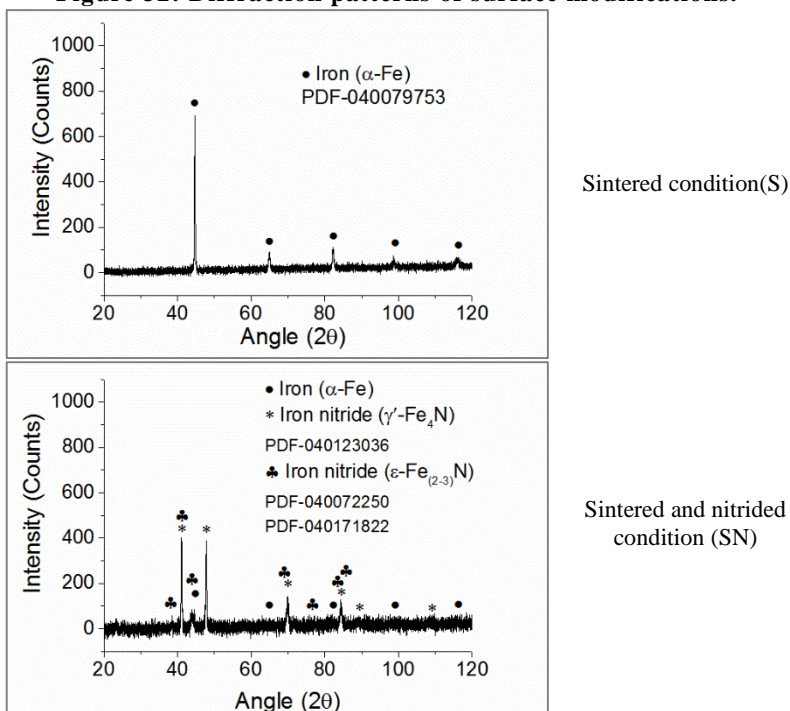 Figure 32: Diffraction patterns of surface modifications.
1000
800
600
400
200
0
Intensity (Counts)
● Iron (α-Fe)
PDF-040079753
20 40 60 80 100 120
Angle (2θ)
Sintered condition(S)
1000
800
600
400
200
0
Intensity (Counts)
● Iron (α-Fe)
* Iron nitride (γ′-Fe₄N)
PDF-040123036
♣ Iron nitride (ε-Fe₍₂₋₃₎N)
PDF-040072250
PDF-040171822
20 40 60 80 100 120
Angle (2θ)
Sintered and nitrided
condition (SN)